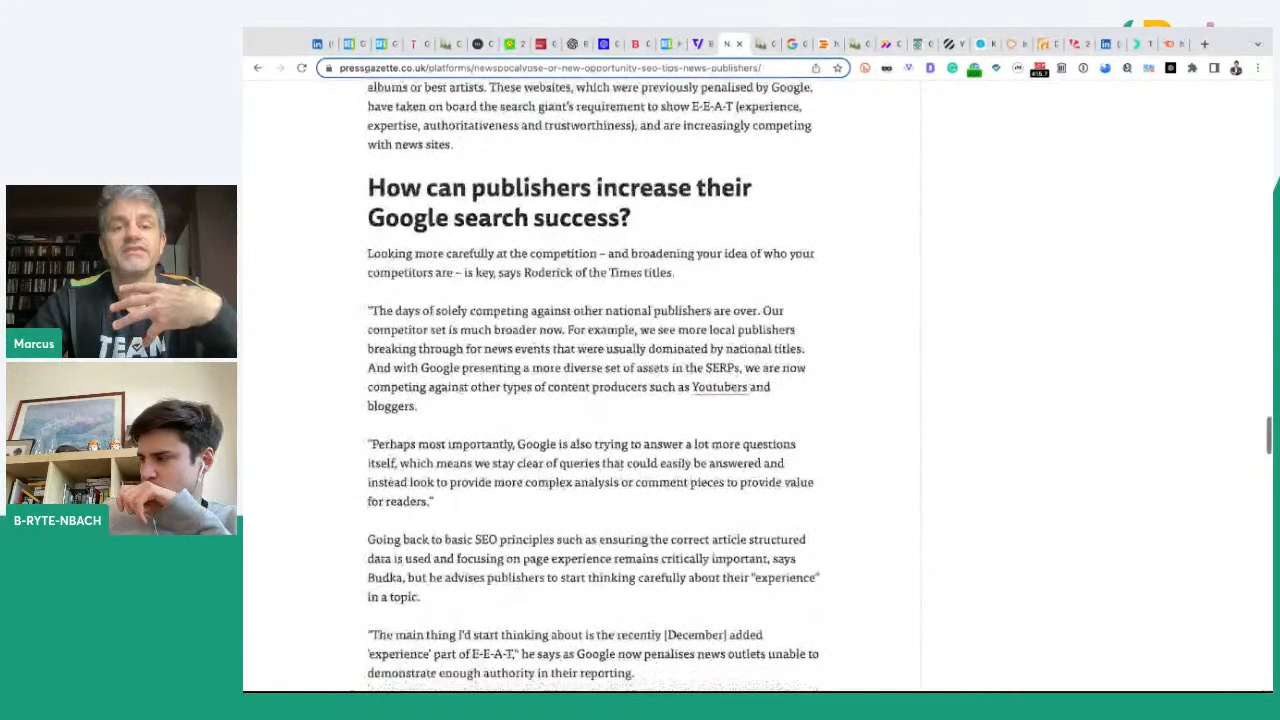 pressgazette.co.uk/platforms/newspocalypse-or-new-opportunity-seo-tips-news-publishers/
albums or best artists. These websites, which were previously penalised by Google,
have taken on board the search giant's requirement to show E-E-A-T (experience,
expertise, authoritativeness and trustworthiness), and are increasingly competing
with news sites.
How can publishers increase their
Google search success?
Looking more carefully at the competition – and broadening your idea of who your
competitors are – is key, says Roderick of the Times titles.
"The days of solely competing against other national publishers are over. Our
competitor set is much broader now. For example, we see more local publishers
breaking through for news events that were usually dominated by national titles.
And with Google presenting a more diverse set of assets in the SERPs, we are now
competing against other types of content producers such as Youtubers and
bloggers.
"Perhaps most importantly, Google is also trying to answer a lot more questions
itself, which means we stay clear of queries that could easily be answered and
instead look to provide more complex analysis or comment pieces to provide value
for readers."
Going back to basic SEO principles such as ensuring the correct article structured
data is used and focusing on page experience remains critically important, says
Budka, but he advises publishers to start thinking carefully about their "experience"
in a topic.
"The main thing I'd start thinking about is the recently [December] added
'experience' part of E-E-A-T," he says as Google now penalises news outlets unable to
demonstrate enough authority in their reporting.
Marcus
TEAM
B-RYTE-NBACH